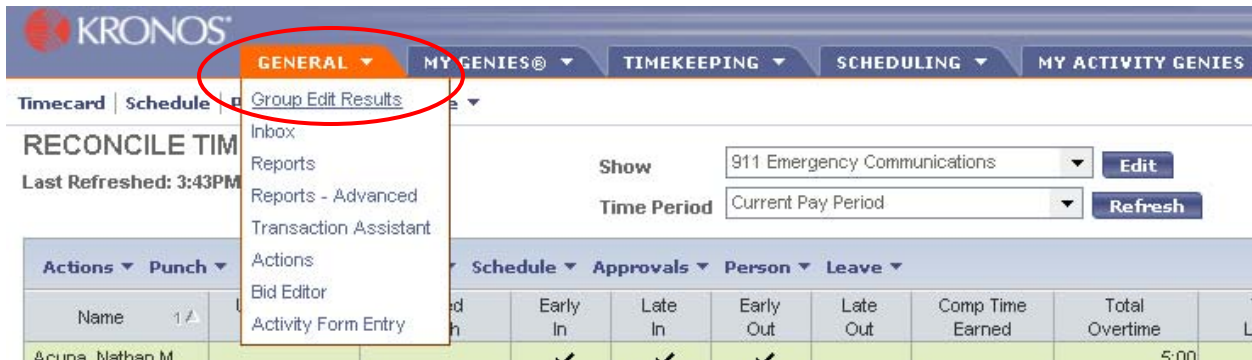 KRONOS
GENERAL MY GENIES® TIMEKEEPING SCHEDULING MY ACTIVITY GENIES
Timecard | Schedule |
Group Edit Results
Inbox
Reports
Reports - Advanced
Transaction Assistant
Actions
Bid Editor
Activity Form Entry
RECONCILE TIM
Last Refreshed: 3:43PM
Show 911 Emergency Communications Edit
Time Period Current Pay Period Refresh
Actions Punch Schedule Approvals Person Leave
Name 1 Early In Late In Early Out Late Out Comp Time Earned Total Overtime
Acuna, Nathan M 5:00